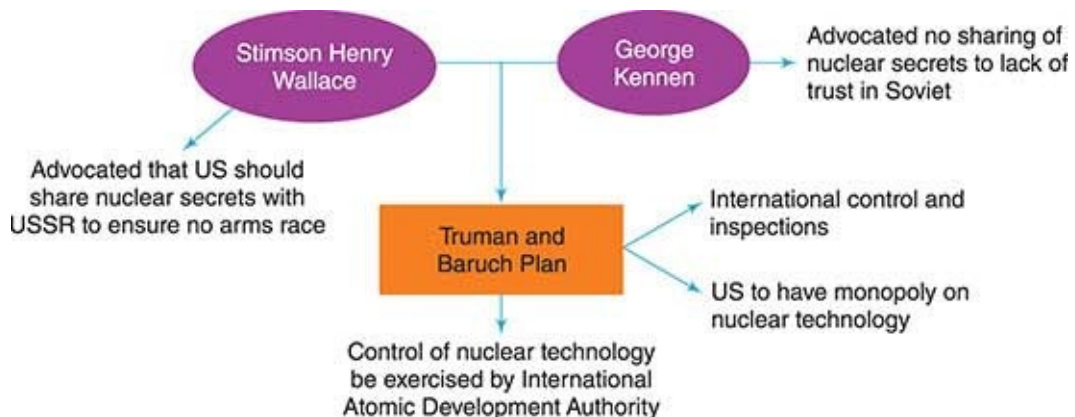 Stimson Henry
Wallace
George
Kennen
Advocated no sharing of
nuclear secrets to lack of
trust in Soviet
Advocated that US should
share nuclear secrets with
USSR to ensure no arms race
Truman and
Baruch Plan
International control and
inspections
US to have monopoly on
nuclear technology
Control of nuclear technology
be exercised by International
Atomic Development Authority